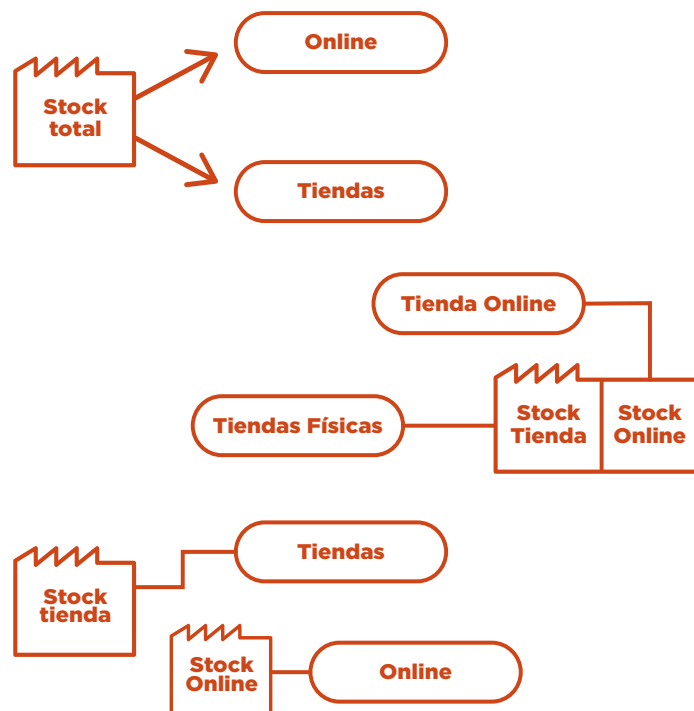 Online
Stock
total
Tiendas
Tienda Online
Tiendas Físicas
Stock
Tienda
Stock
Online
Tiendas
Stock
tienda
Stock
Online
Online